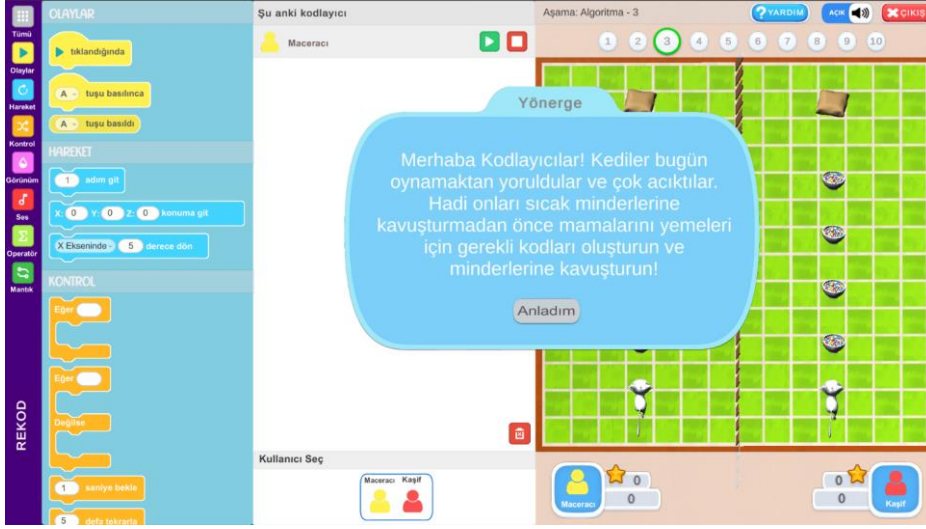 Tümü
Olaylar
Hareket
Kontrol
Görünüm
Ses
Operatör
Mantık
REKOD
OLAYLAR
tıklandığında
A tuşu basılınca
A tuşu basıldı
HAREKET
1 adım git
X: 0 Y: 0 Z: 0 konuma git
X Ekseninde 5 derece dön
KONTROL
Eğer
Eğer
Değilse
1 saniye bekle
5 defa tekrarla
Şu anki kodlayıcı
Maceracı
Kullanıcı Seç
Maceracı Kaşif
Aşama: Algoritma - 3
? YARDIM
AÇIK
ÇIKIŞ
1 2 3 4 5 6 7 8 9 10
Yönerge
Merhaba Kodlayıcılar! Kediler bugün
oynamaktan yoruldular ve çok acıktılar.
Hadi onları sıcak minderlerine
kavuşturmadan önce mamalarını yemeleri
için gerekli kodları oluşturun ve
minderlerine kavuşturun!
Anladım
Maceracı
0
0
0
0
Kaşif